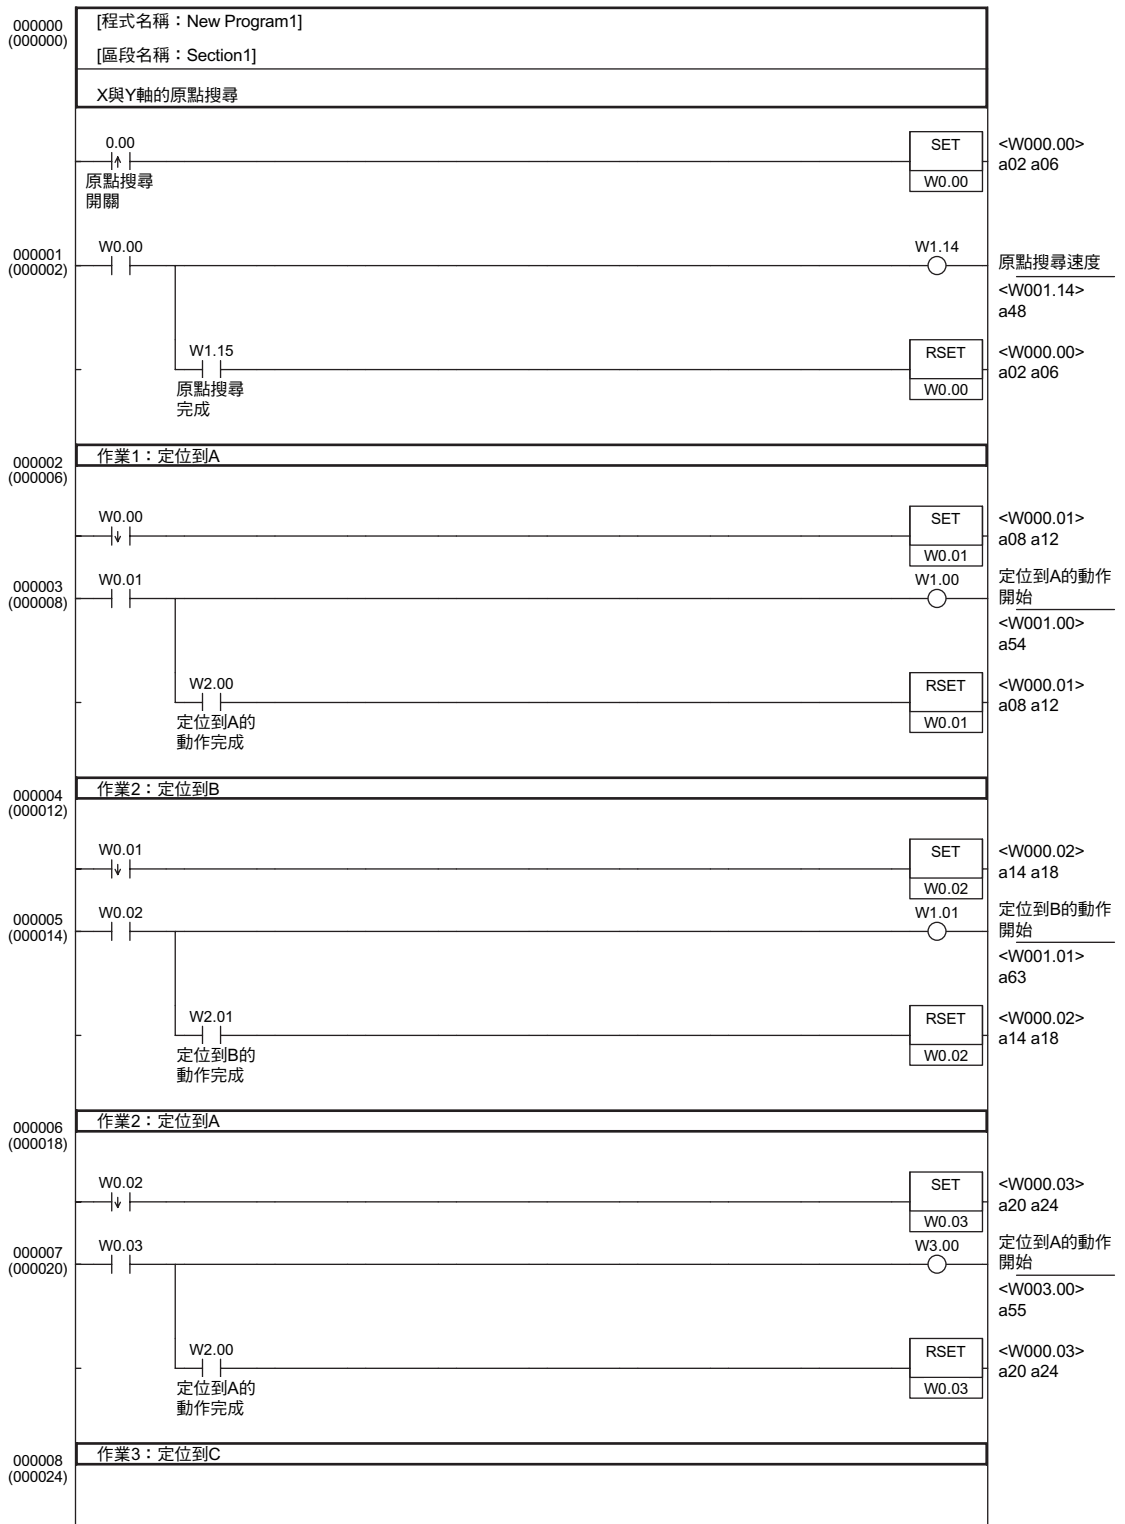 000000
(000000)
[程式名稱：New Program1]
[區段名稱：Section1]
X與Y軸的原點搜尋
0.00
原點搜尋
開關
SET
W0.00
<W000.00>
a02 a06
000001
(000002)
W0.00
W1.14
原點搜尋速度
<W001.14>
a48
W1.15
原點搜尋
完成
RSET
W0.00
<W000.00>
a02 a06
000002
(000006)
作業1：定位到A
W0.00
SET
W0.01
<W000.01>
a08 a12
000003
(000008)
W0.01
W1.00
定位到A的動作
開始
<W001.00>
a54
W2.00
定位到A的
動作完成
RSET
W0.01
<W000.01>
a08 a12
000004
(000012)
作業2：定位到B
W0.01
SET
W0.02
<W000.02>
a14 a18
000005
(000014)
W0.02
W1.01
定位到B的動作
開始
<W001.01>
a63
W2.01
定位到B的
動作完成
RSET
W0.02
<W000.02>
a14 a18
000006
(000018)
作業2：定位到A
W0.02
SET
W0.03
<W000.03>
a20 a24
000007
(000020)
W0.03
W3.00
定位到A的動作
開始
<W003.00>
a55
W2.00
定位到A的
動作完成
RSET
W0.03
<W000.03>
a20 a24
000008
(000024)
作業3：定位到C